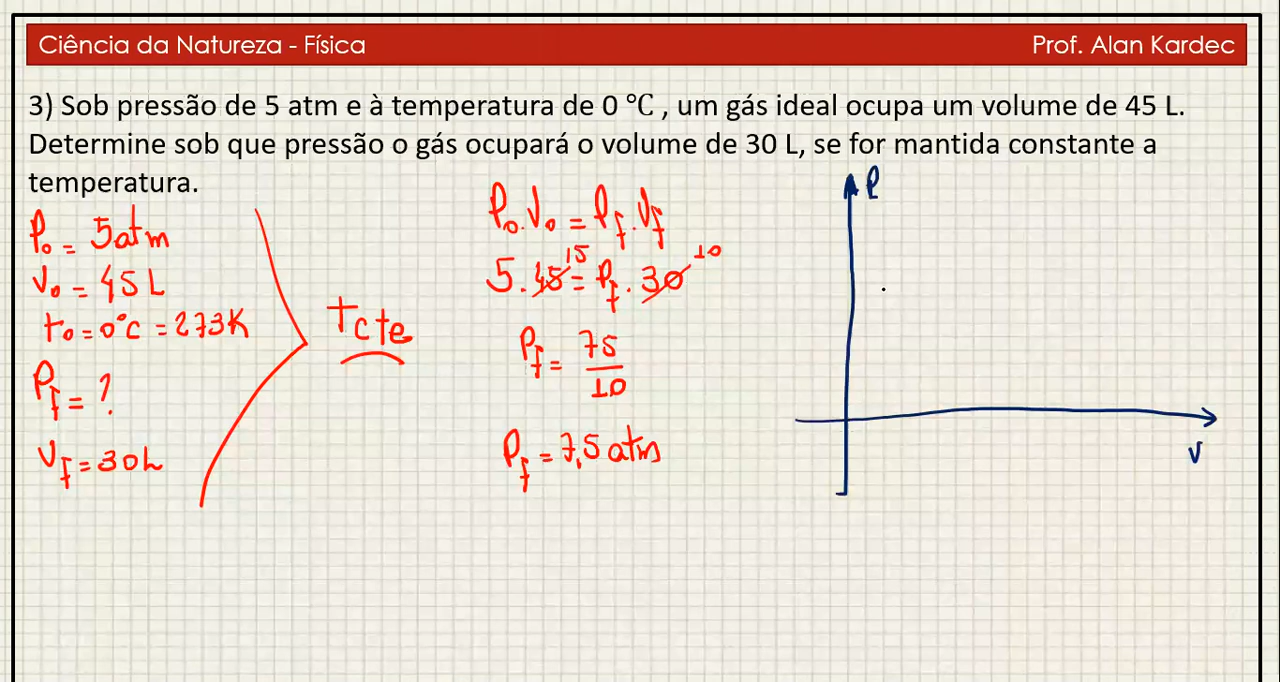 Ciência da Natureza - Física
Prof. Alan Kardec
3) Sob pressão de 5 atm e à temperatura de 0 °C , um gás ideal ocupa um volume de 45 L.
Determine sob que pressão o gás ocupará o volume de 30 L, se for mantida constante a
temperatura.
P₀ = 5 atm
V₀ = 45 L
t₀ = 0°C = 273K
Pf = ?
Vf = 30L
Tcte
P₀.V₀ = Pf.Vf
5.45 15 = Pf.30 10
Pf = 75/10
Pf = 7,5 atm
P
V